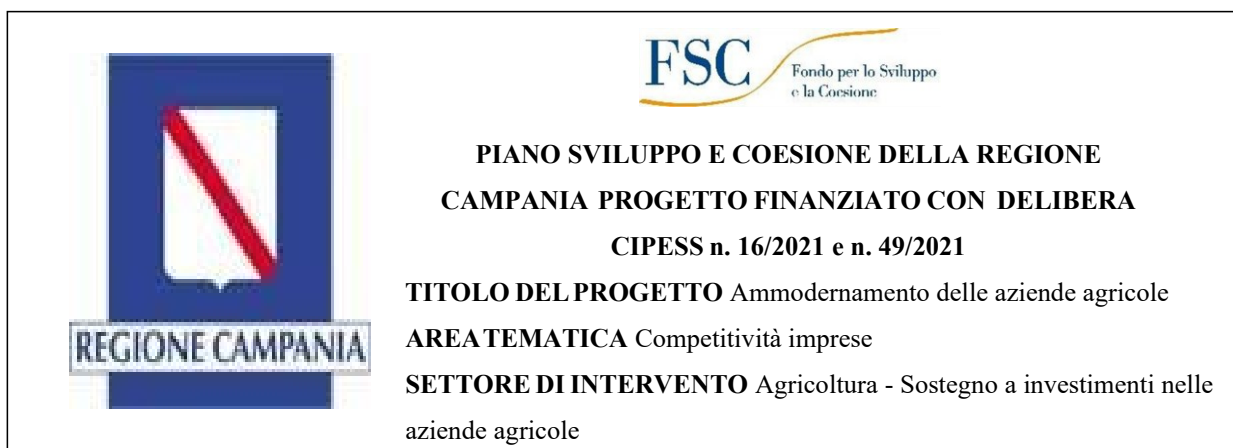 FSC
Fondo per lo Sviluppo
e la Coesione
PIANO SVILUPPO E COESIONE DELLA REGIONE
CAMPANIA PROGETTO FINANZIATO CON DELIBERA
CIPESS n. 16/2021 e n. 49/2021
TITOLO DEL PROGETTO Ammodernamento delle aziende agricole
AREA TEMATICA Competitività imprese
SETTORE DI INTERVENTO Agricoltura - Sostegno a investimenti nelle
aziende agricole
REGIONE CAMPANIA